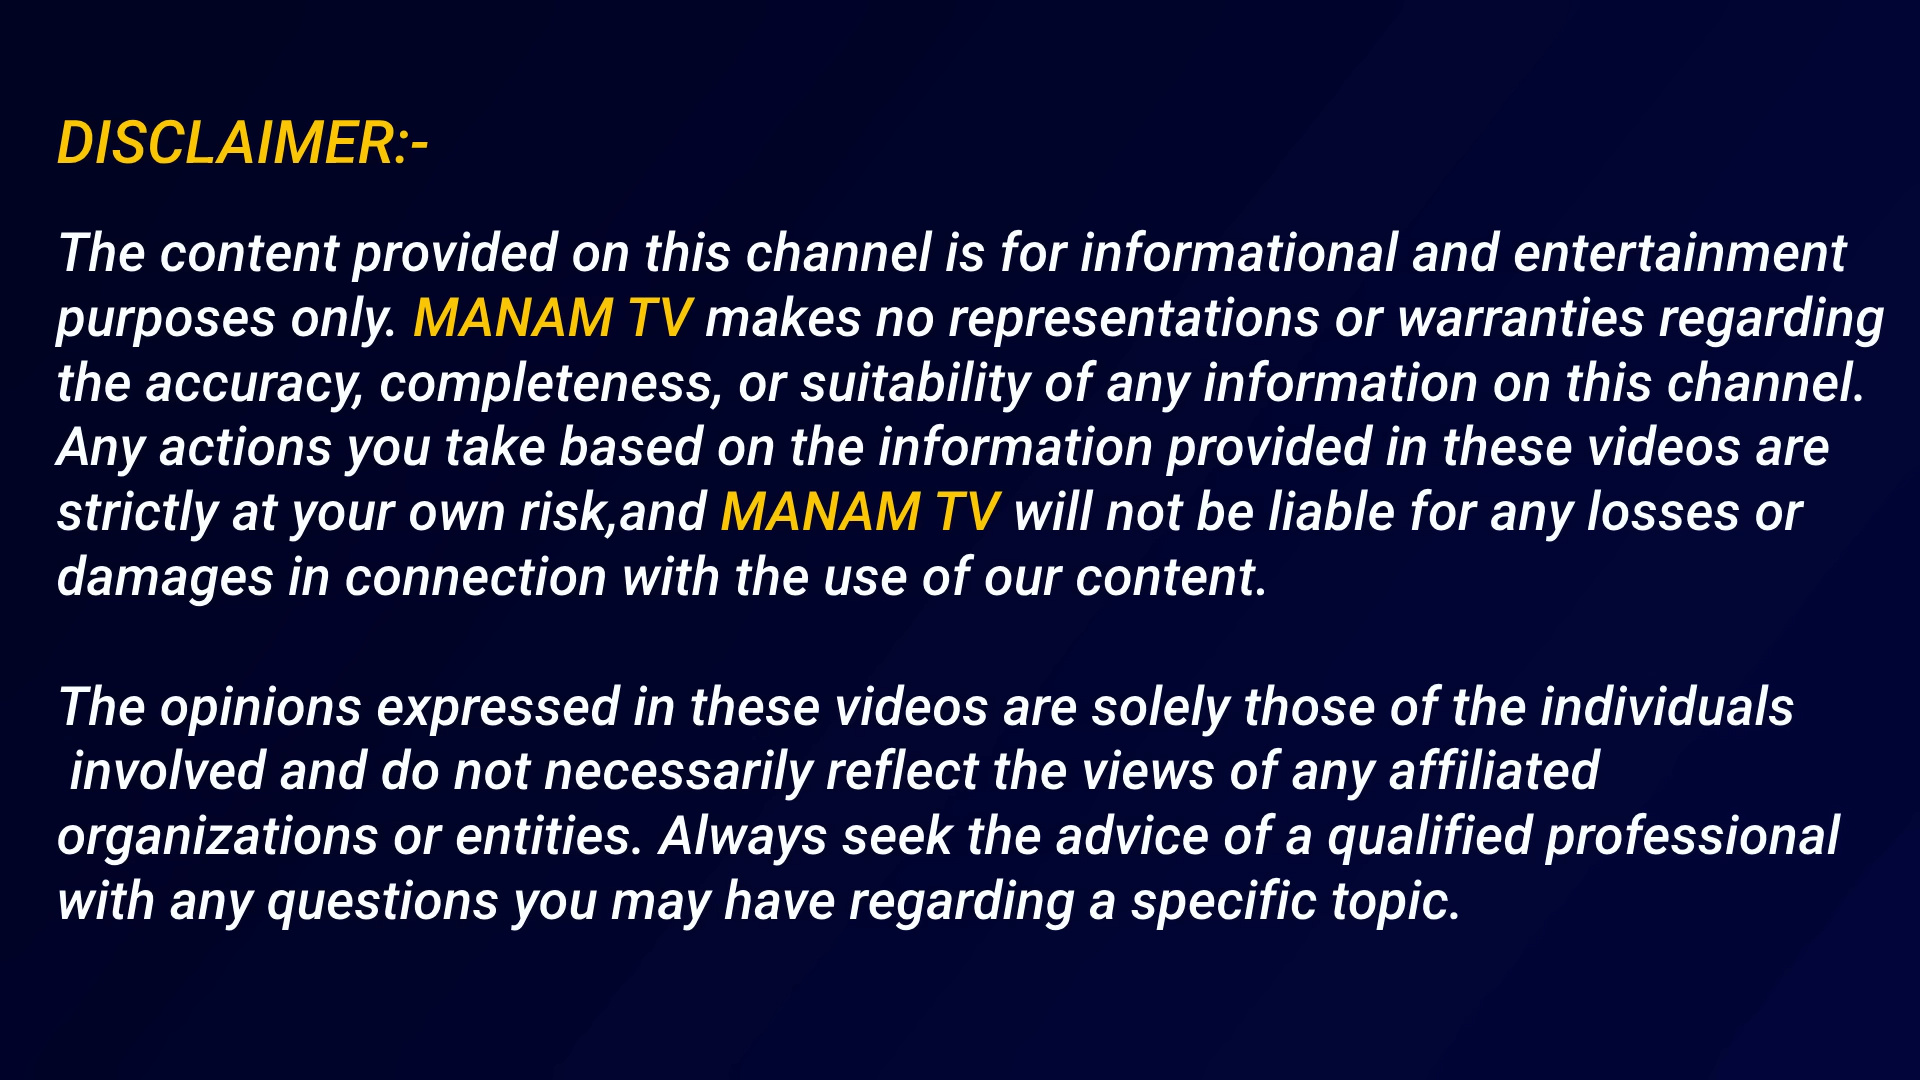 DISCLAIMER:-
The content provided on this channel is for informational and entertainment
purposes only. MANAM TV makes no representations or warranties regarding
the accuracy, completeness, or suitability of any information on this channel.
Any actions you take based on the information provided in these videos are
strictly at your own risk,and MANAM TV will not be liable for any losses or
damages in connection with the use of our content.
The opinions expressed in these videos are solely those of the individuals
involved and do not necessarily reflect the views of any affiliated
organizations or entities. Always seek the advice of a qualified professional
with any questions you may have regarding a specific topic.